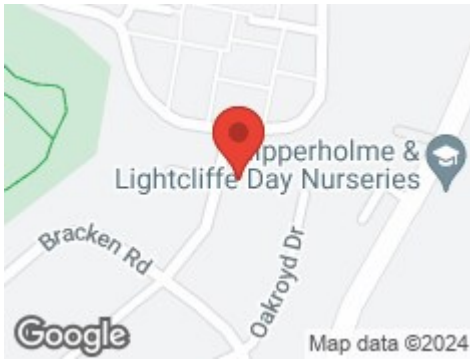 ipperholme &
Lightcliffe Day Nurseries
Bracken Rd
Oakroyd Dr
Google
Map data ©2024